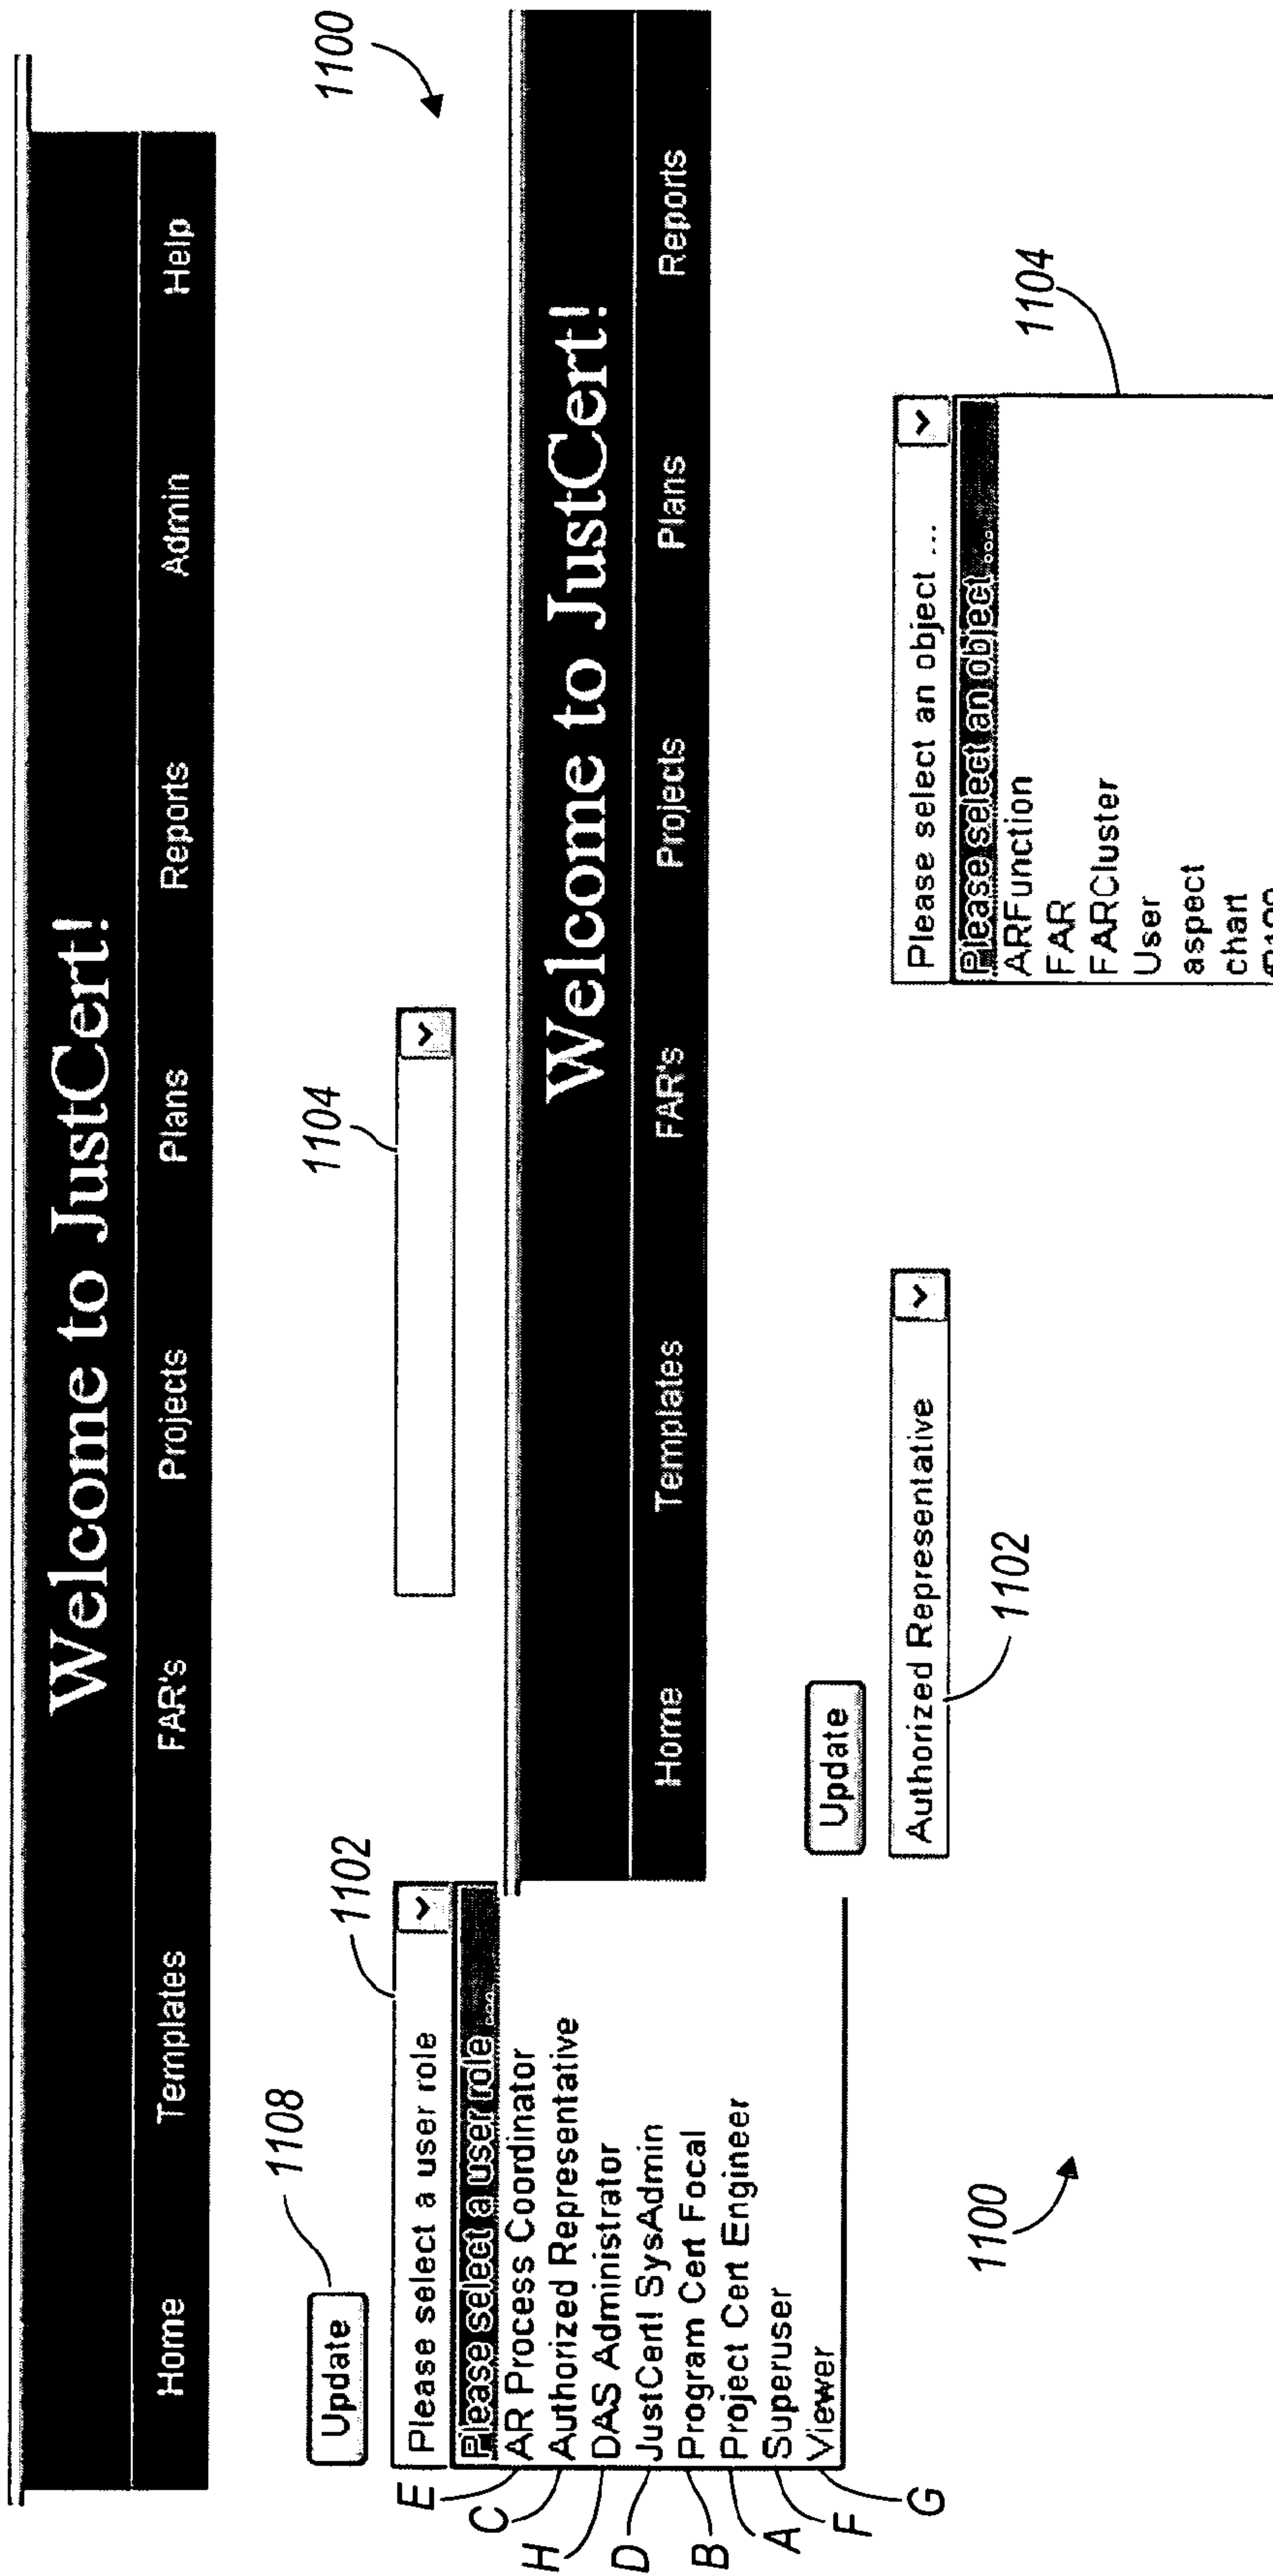 Welcome to JustCert!
Home Templates FAR's Projects Plans Reports Admin Help
1108
Update
1102
1104
1100
Please select a user role
Please select a user role ...
E AR Process Coordinator
C Authorized Representative
H DAS Administrator
D JustCert! SysAdmin
B Program Cert Focal
A Project Cert Engineer
F Superuser
G Viewer
1100
Welcome to JustCert!
Home Templates FAR's Projects Plans Reports
Update
Authorized Representative
1102
Please select an object ...
Please select an object ...
ARFunction
FAR
FARCluster
User
aspect
chart
1104